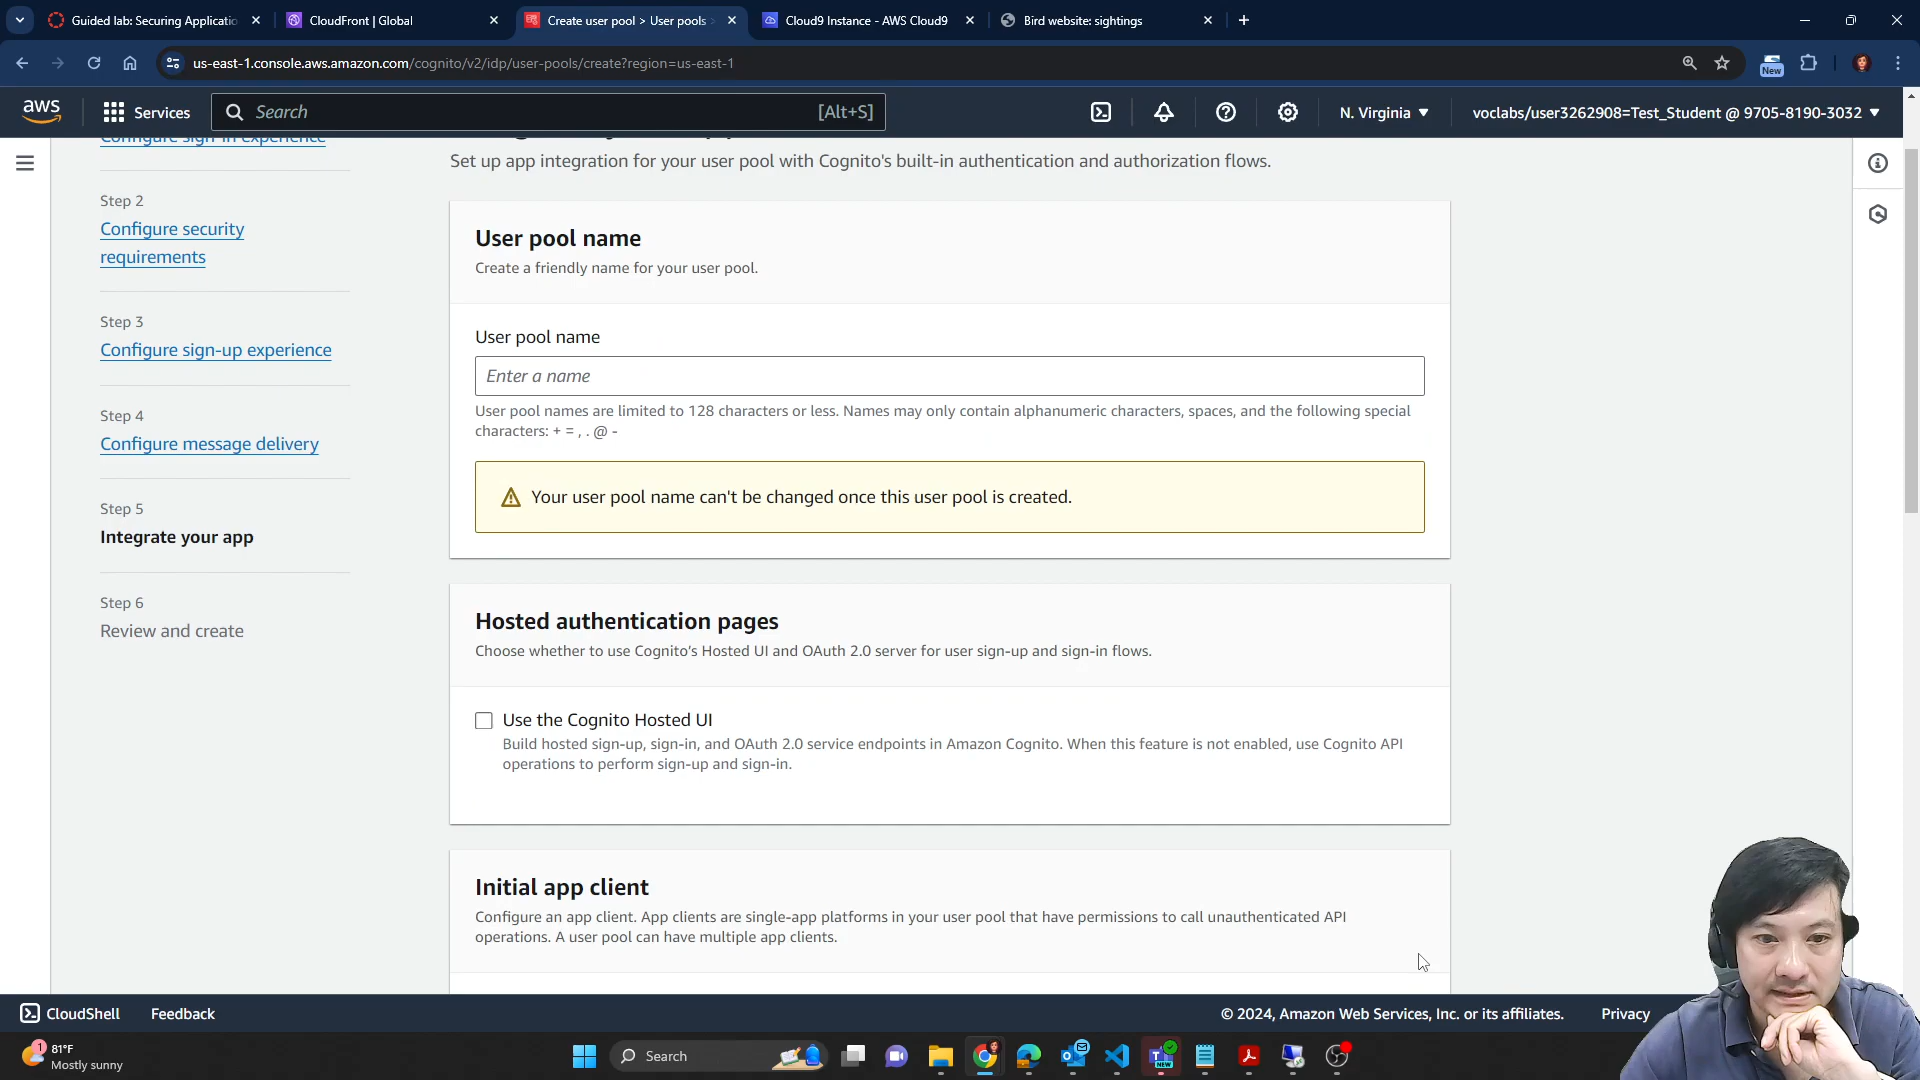 Guided lab: Securing Applicatio
CloudFront | Global
Create user pool > User pools
Cloud9 Instance - AWS Cloud9
Bird website: sightings
us-east-1.console.aws.amazon.com/cognito/v2/idp/user-pools/create?region=us-east-1
New
aws
Services
Search
[Alt+S]
N. Virginia
voclabs/user3262908=Test_Student @ 9705-8190-3032
Set up app integration for your user pool with Cognito's built-in authentication and authorization flows.
Configure sign-in experience
Step 2
Configure security
requirements
Step 3
Configure sign-up experience
Step 4
Configure message delivery
Step 5
Integrate your app
Step 6
Review and create
User pool name
Create a friendly name for your user pool.
User pool name
Enter a name
User pool names are limited to 128 characters or less. Names may only contain alphanumeric characters, spaces, and the following special
characters: + = , . @ -
Your user pool name can't be changed once this user pool is created.
Hosted authentication pages
Choose whether to use Cognito's Hosted UI and OAuth 2.0 server for user sign-up and sign-in flows.
Use the Cognito Hosted UI
Build hosted sign-up, sign-in, and OAuth 2.0 service endpoints in Amazon Cognito. When this feature is not enabled, use Cognito API
operations to perform sign-up and sign-in.
Initial app client
Configure an app client. App clients are single-app platforms in your user pool that have permissions to call unauthenticated API
operations. A user pool can have multiple app clients.
CloudShell
Feedback
© 2024, Amazon Web Services, Inc. or its affiliates.
Privacy
1
81°F
Mostly sunny
Search
NEW